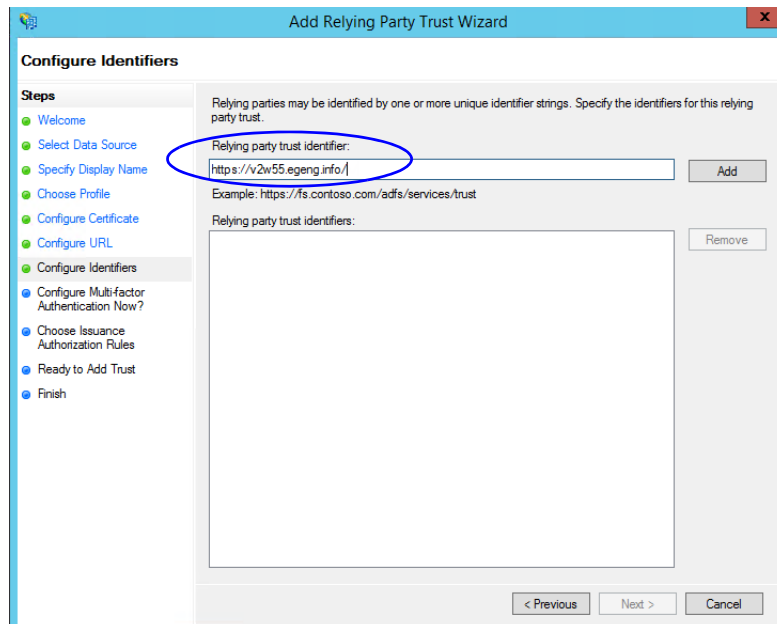 Add Relying Party Trust Wizard
x
Configure Identifiers
Steps
Welcome
Select Data Source
Specify Display Name
Choose Profile
Configure Certificate
Configure URL
Configure Identifiers
Configure Multi-factor
Authentication Now?
Choose Issuance
Authorization Rules
Ready to Add Trust
Finish
Relying parties may be identified by one or more unique identifier strings. Specify the identifiers for this relying
party trust.
Relying party trust identifier:
https://v2w55.egeng.info/
Add
Example: https://fs.contoso.com/adfs/services/trust
Relying party trust identifiers:
Remove
< Previous
Next >
Cancel